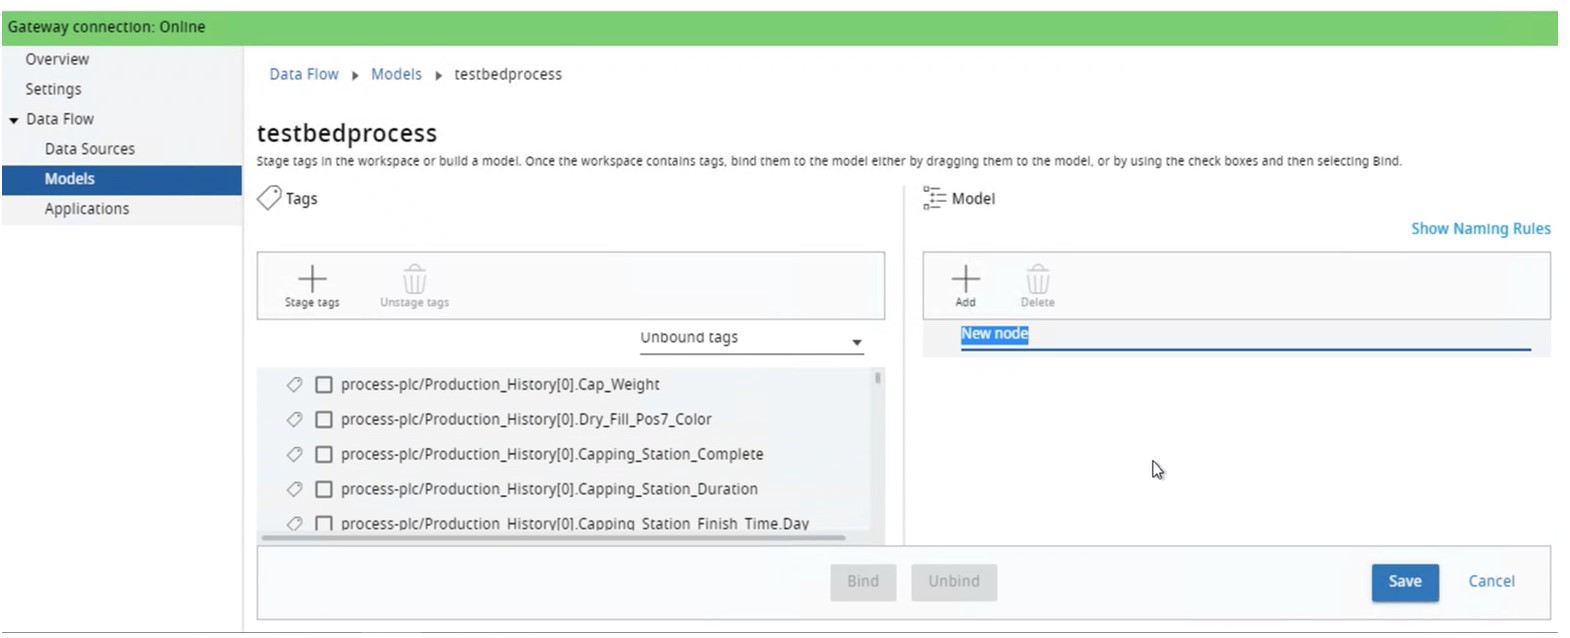 Gateway connection: Online
Overview
Settings
Data Flow
Data Sources
Models
Applications
Data Flow Models testbedprocess
testbedprocess
Stage tags in the workspace or build a model. Once the workspace contains tags, bind them to the model either by dragging them to the model, or by using the check boxes and then selecting Bind.
Tags
Stage tags Unstage tags
Unbound tags
process-plc/Production_History[0].Cap_Weight
process-plc/Production_History[0].Dry_Fill_Pos7_Color
process-plc/Production_History[0].Capping_Station_Complete
process-plc/Production_History[0].Capping_Station_Duration
process-plc/Production_History[0].Capping_Station_Finish_Time.Day
Model
Show Naming Rules
Add Delete
New node
Bind Unbind Save Cancel